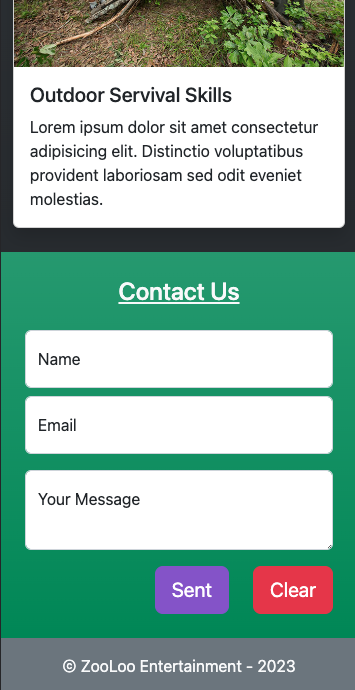 Outdoor Servival Skills
Lorem ipsum dolor sit amet consectetur
adipisicing elit. Distinctio voluptatibus
provident laboriosam sed odit eveniet
molestias.
Contact Us
Name
Email
Your Message
Sent
Clear
© ZooLoo Entertainment - 2023